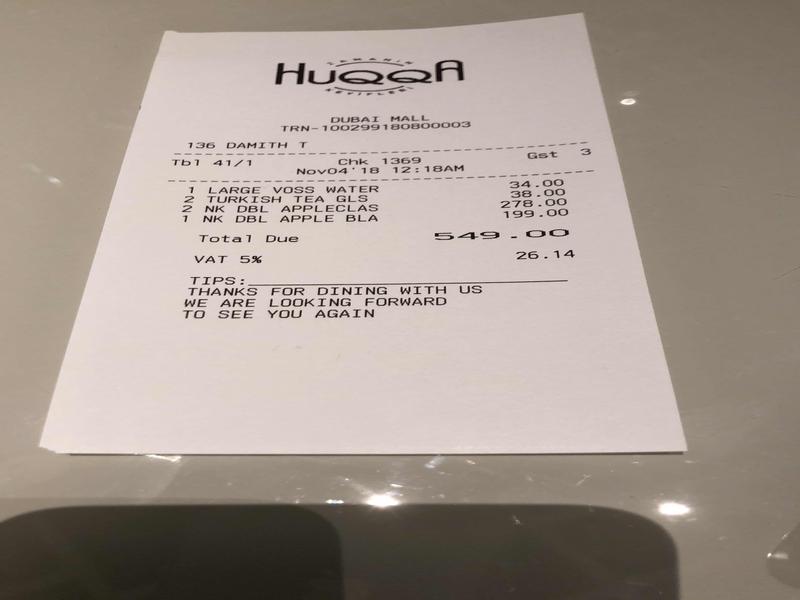 ZAMANIN
HUQQA
KEYIFLERI
DUBAI MALL
TRN-100299180800003
136 DAMITH T
Tbl 41/1 Chk 1369 Gst 3
Nov04'18 12:18AM
1 LARGE VOSS WATER 34.00
2 TURKISH TEA GLS 38.00
2 NK DBL APPLECLAS 278.00
1 NK DBL APPLE BLA 199.00
Total Due 549.00
VAT 5% 26.14
TIPS:
THANKS FOR DINING WITH US
WE ARE LOOKING FORWARD
TO SEE YOU AGAIN